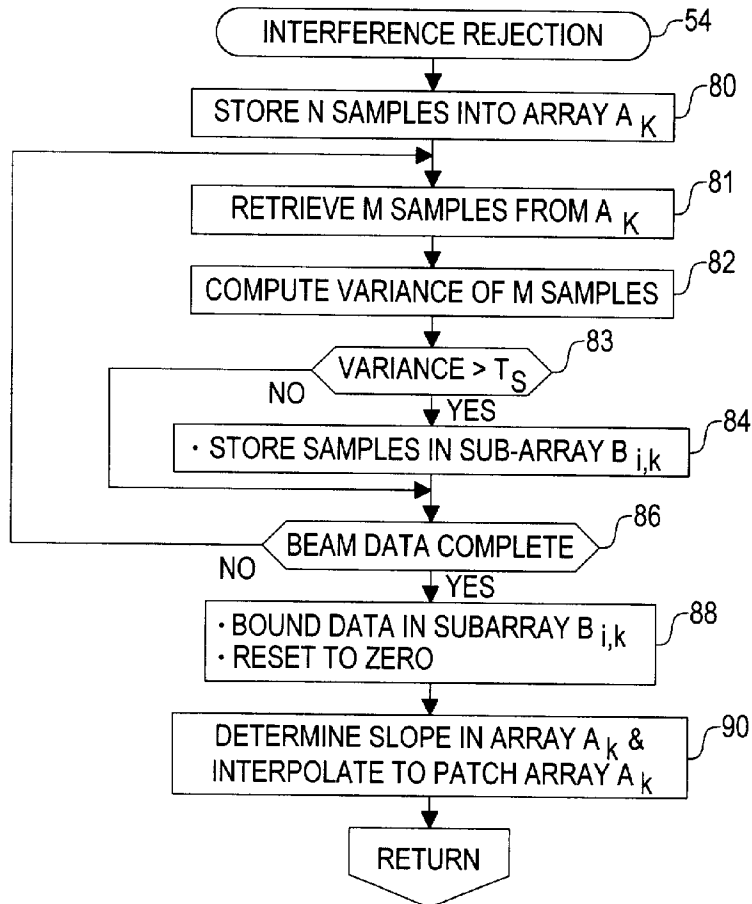 INTERFERENCE REJECTION
54
80
STORE N SAMPLES INTO ARRAY A K
81
RETRIEVE M SAMPLES FROM A K
82
COMPUTE VARIANCE OF M SAMPLES
83
VARIANCE > T S
NO
YES
84
· STORE SAMPLES IN SUB-ARRAY B i,k
86
BEAM DATA COMPLETE
NO
YES
88
· BOUND DATA IN SUBARRAY B i,k
· RESET TO ZERO
90
DETERMINE SLOPE IN ARRAY A k &
INTERPOLATE TO PATCH ARRAY A k
RETURN